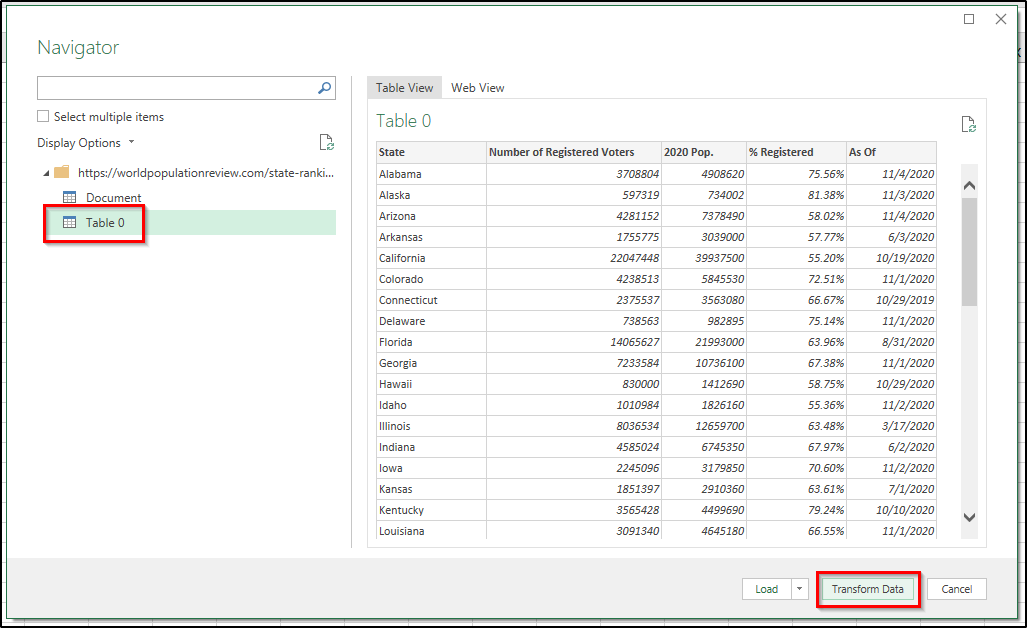 Navigator
Select multiple items
Display Options
https://worldpopulationreview.com/state-ranki...
Document
Table 0
Table View Web View
Table 0
State Number of Registered Voters 2020 Pop. % Registered As Of
Alabama 3708804 4908620 75.56% 11/4/2020
Alaska 597319 734002 81.38% 11/3/2020
Arizona 4281152 7378490 58.02% 11/4/2020
Arkansas 1755775 3039000 57.77% 6/3/2020
California 22047448 39937500 55.20% 10/19/2020
Colorado 4238513 5845530 72.51% 11/1/2020
Connecticut 2375537 3563080 66.67% 10/29/2019
Delaware 738563 982895 75.14% 11/1/2020
Florida 14065627 21993000 63.96% 8/31/2020
Georgia 7233584 10736100 67.38% 11/1/2020
Hawaii 830000 1412690 58.75% 10/29/2020
Idaho 1010984 1826160 55.36% 11/2/2020
Illinois 8036534 12659700 63.48% 3/17/2020
Indiana 4585024 6745350 67.97% 6/2/2020
Iowa 2245096 3179850 70.60% 11/2/2020
Kansas 1851397 2910360 63.61% 7/1/2020
Kentucky 3565428 4499690 79.24% 10/10/2020
Louisiana 3091340 4645180 66.55% 11/1/2020
Load Transform Data Cancel